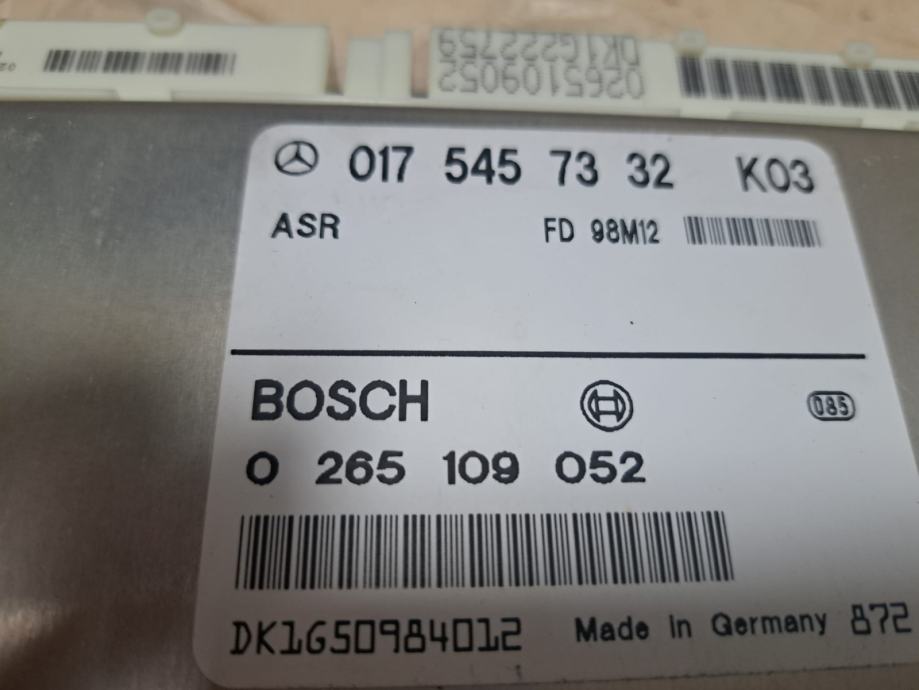 0265109052
DK1G222759
017 545 73 32 K03
ASR FD 98M12
BOSCH 085
0 265 109 052
DK1G50984012 Made in Germany 872